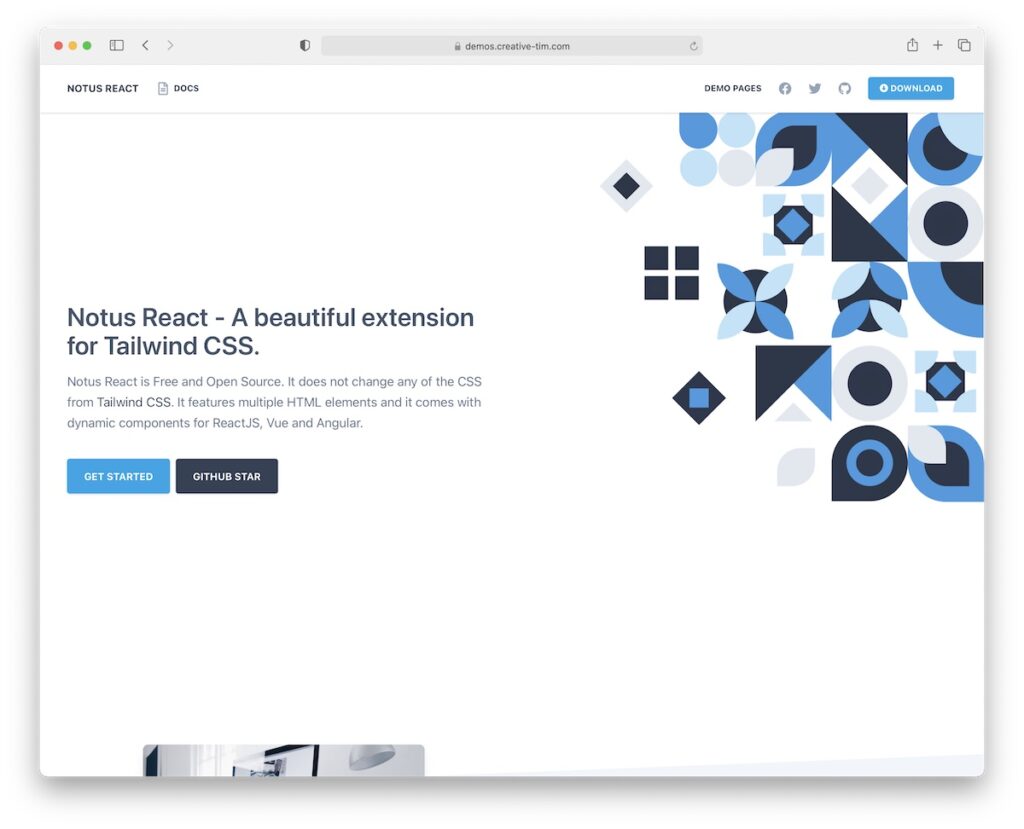 demos.creative-tim.com
NOTUS REACT DOCS DEMO PAGES DOWNLOAD
Notus React - A beautiful extension
for Tailwind CSS.
Notus React is Free and Open Source. It does not change any of the CSS
from Tailwind CSS. It features multiple HTML elements and it comes with
dynamic components for ReactJS, Vue and Angular.
GET STARTED GITHUB STAR